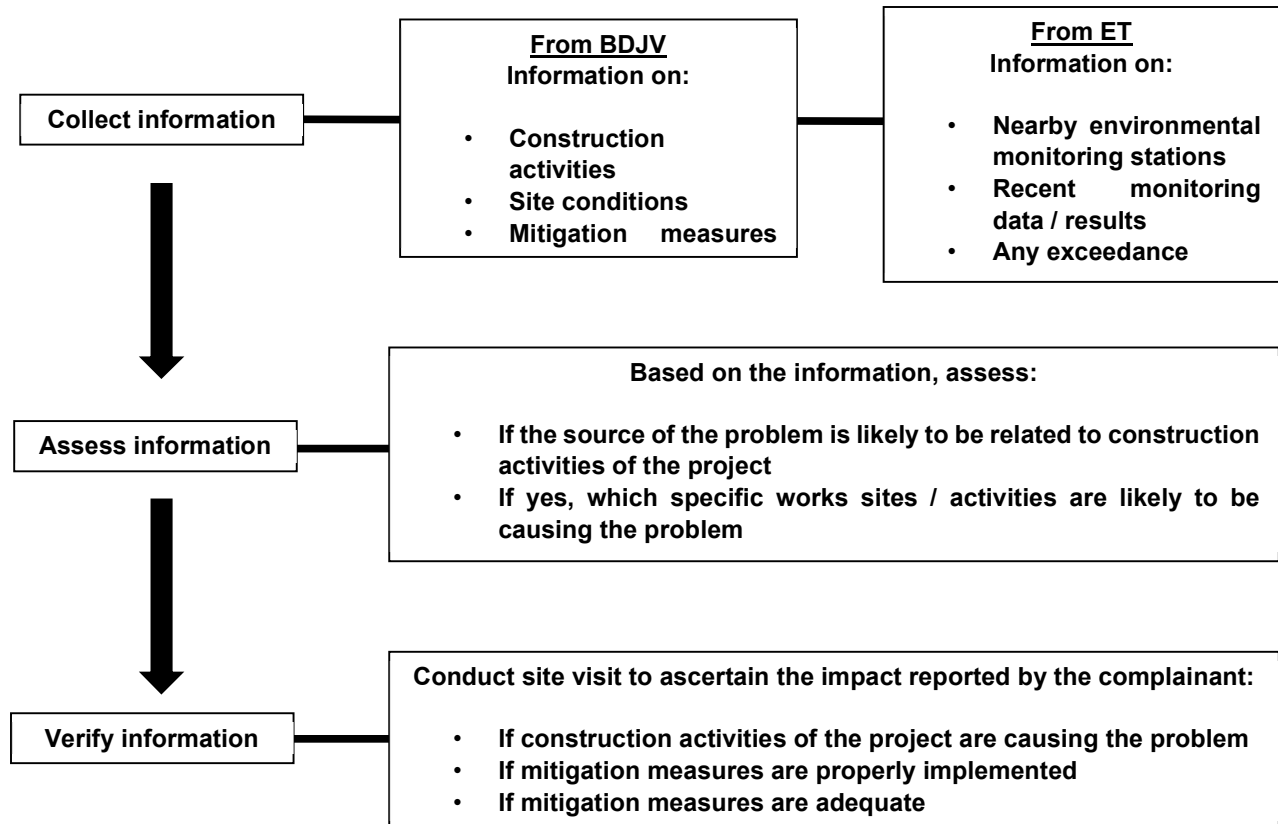 Collect information
From BDJV
Information on:
• Construction
activities
• Site conditions
• Mitigation measures
From ET
Information on:
• Nearby environmental
monitoring stations
• Recent monitoring
data / results
• Any exceedance
Assess information
Based on the information, assess:
• If the source of the problem is likely to be related to construction
activities of the project
• If yes, which specific works sites / activities are likely to be
causing the problem
Verify information
Conduct site visit to ascertain the impact reported by the complainant:
• If construction activities of the project are causing the problem
• If mitigation measures are properly implemented
• If mitigation measures are adequate